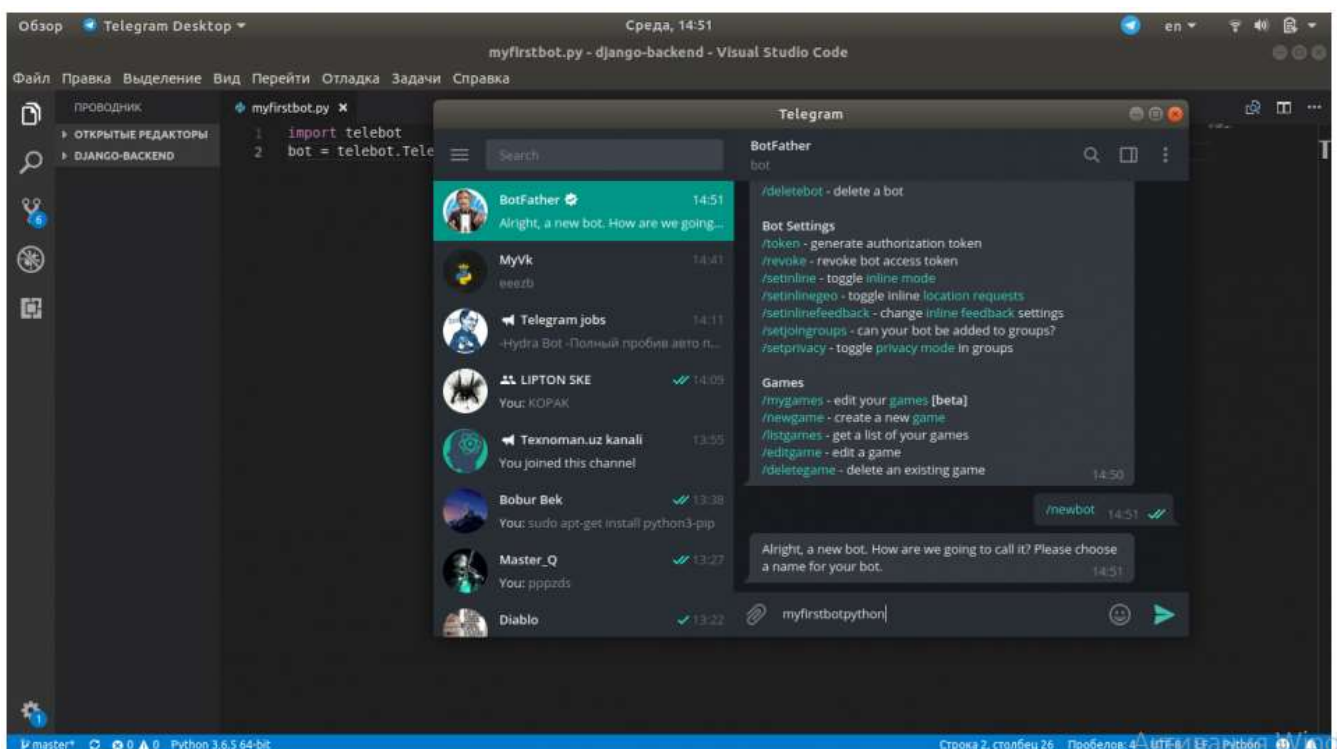 Обзор Telegram Desktop Среда, 14:51 en
myfirstbot.py - django-backend - Visual Studio Code
Файл Правка Выделение Вид Перейти Отладка Задачи Справка
ПРОВОДНИК
ОТКРЫТЫЕ РЕДАКТОРЫ
DJANGO-BACKEND
6
1
myfirstbot.py
1 import telebot
2 bot = telebot.Tele
Telegram
Search
BotFather 14:51
Alright, a new bot. How are we going...
MyVk 14:41
eeezb
Telegram jobs 14:11
-Hydra Bot -Полный пробив авто п...
LIPTON SKE 14:05
You: KOPAK
Texnoman.uz kanali 13:55
You joined this channel
Bobur Bek 13:38
You: sudo apt-get install python3-pip
Master_Q 13:27
You: pppzds
Diablo 13:22
BotFather
bot
/deletebot - delete a bot
Bot Settings
/token - generate authorization token
/revoke - revoke bot access token
/setinline - toggle inline mode
/setinlinegeo - toggle inline location requests
/setinlinefeedback - change inline feedback settings
/setjoingroups - can your bot be added to groups?
/setprivacy - toggle privacy mode in groups
Games
/mygames - edit your games [beta]
/newgame - create a new game
/listgames - get a list of your games
/editgame - edit a game
/deletegame - delete an existing game
14:50
/newbot 14:51
Alright, a new bot. How are we going to call it? Please choose
a name for your bot.
14:51
myfirstbotpython
master* 0 0 Python 3.6.5 64-bit Строка 2, столбец 26 Пробелов: 4 UTF-8 LF Python